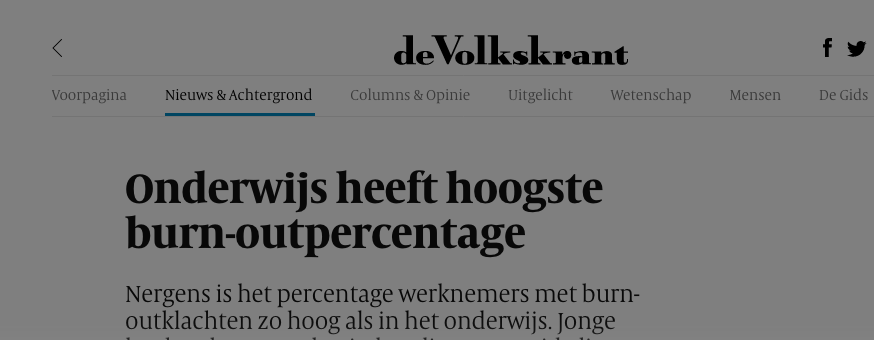 deVolkskrant
Voorpagina Nieuws & Achtergrond Columns & Opinie Uitgelicht Wetenschap Mensen De Gids
Onderwijs heeft hoogste
burn-outpercentage
Nergens is het percentage werknemers met burn-
outklachten zo hoog als in het onderwijs. Jonge